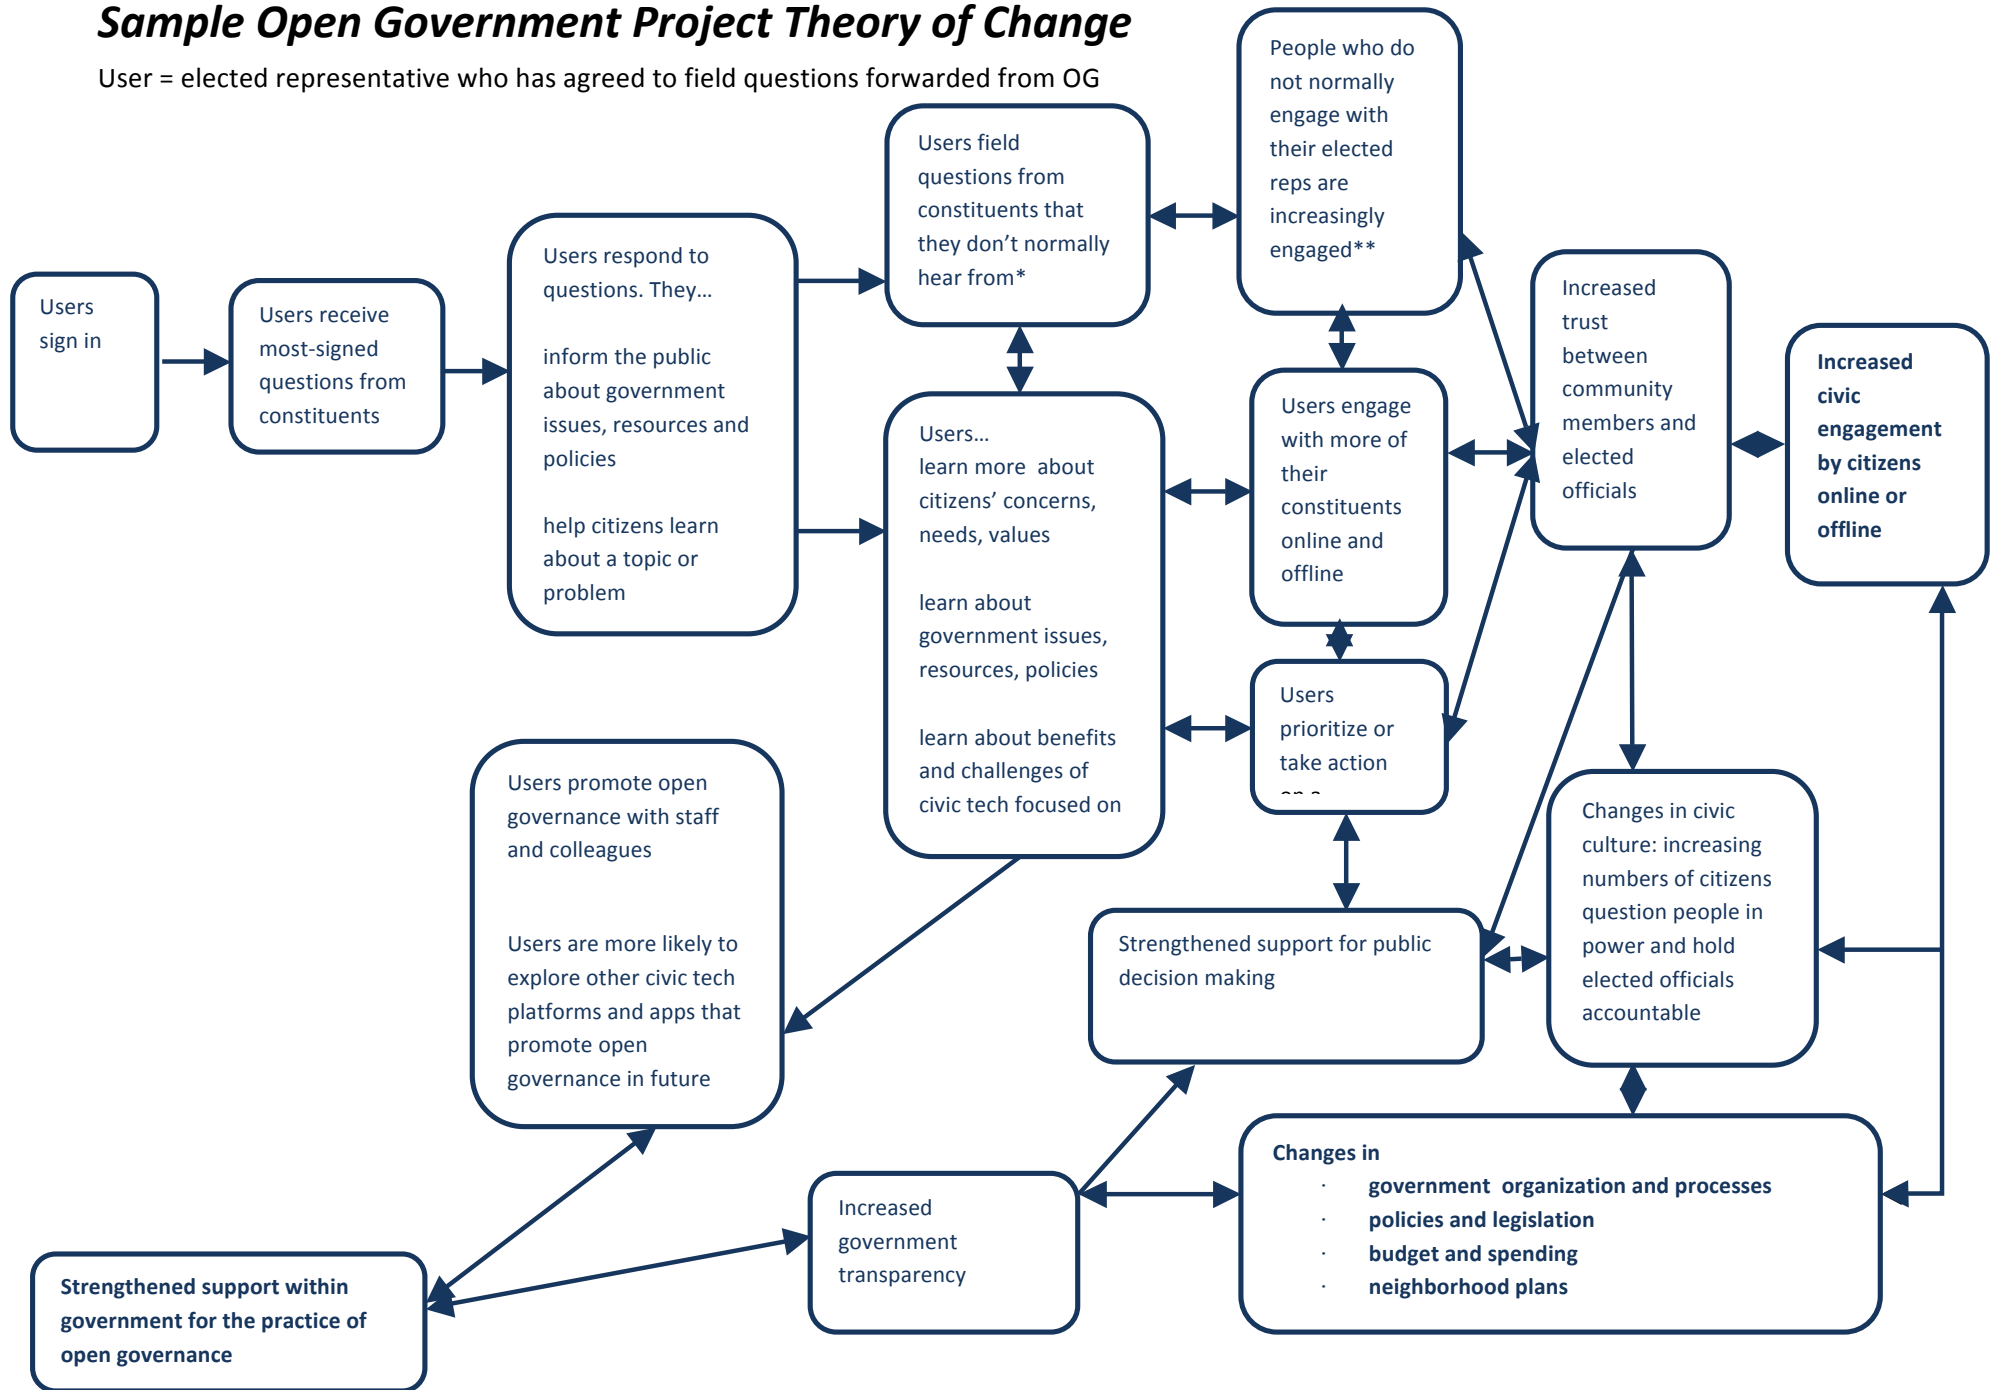 Sample Open Government Project Theory of Change
User = elected representative who has agreed to field questions forwarded from OG
Users
sign in
Users receive
most-signed
questions from
constituents
Users respond to
questions. They…
inform the public
about government
issues, resources and
policies
help citizens learn
about a topic or
problem
Users field
questions from
constituents that
they don’t normally
hear from*
Users…
learn more  about
citizens’ concerns,
needs, values
learn about
government issues,
resources, policies
learn about benefits
and challenges of
civic tech focused on
People who do
not normally
engage with
their elected
reps are
increasingly
engaged**
Users engage
with more of
their
constituents
online and
offline
Users
prioritize or
take action
Increased
trust
between
community
members and
elected
officials
Increased
civic
engagement
by citizens
online or
offline
Users promote open
governance with staff
and colleagues
Users are more likely to
explore other civic tech
platforms and apps that
promote open
governance in future
Strengthened support for public
decision making
Changes in civic
culture: increasing
numbers of citizens
question people in
power and hold
elected officials
accountable
Strengthened support within
government for the practice of
open governance
Increased
government
transparency
Changes in
· government  organization and processes
· policies and legislation
· budget and spending
· neighborhood plans